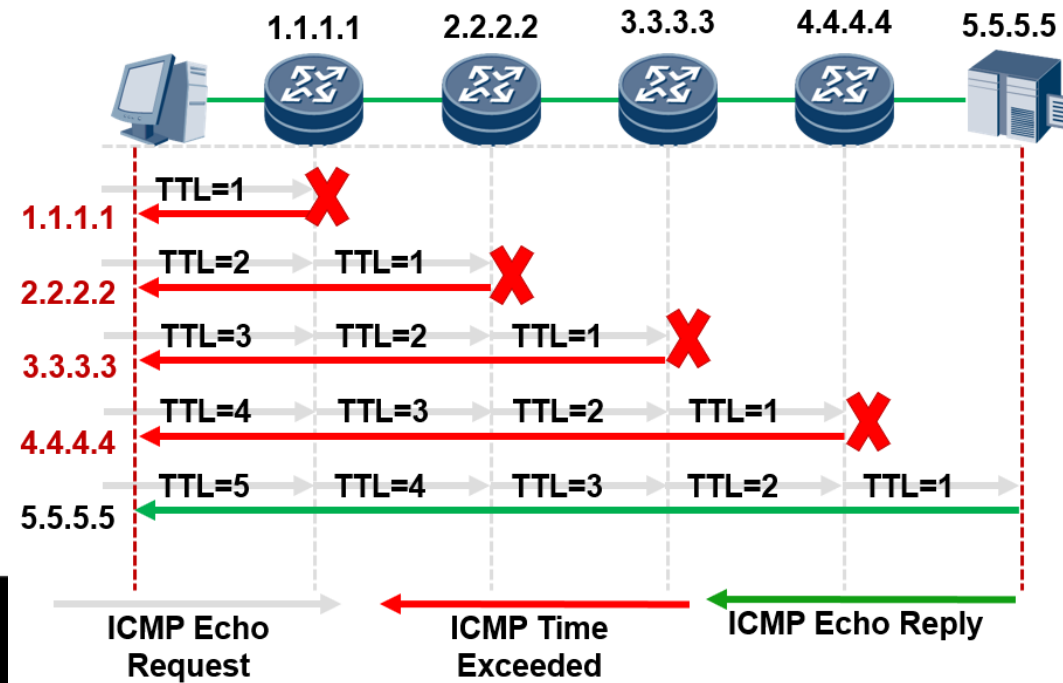 1.1.1.1 2.2.2.2 3.3.3.3 4.4.4.4 5.5.5.5
TTL=1
1.1.1.1
TTL=2 TTL=1
2.2.2.2
TTL=3 TTL=2 TTL=1
3.3.3.3
TTL=4 TTL=3 TTL=2 TTL=1
4.4.4.4
TTL=5 TTL=4 TTL=3 TTL=2 TTL=1
5.5.5.5
ICMP Echo
Request
ICMP Time
Exceeded
ICMP Echo Reply